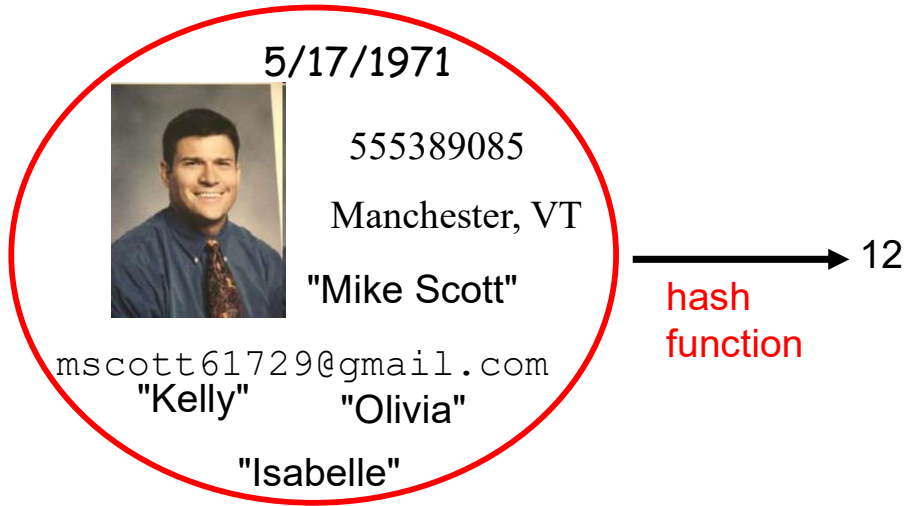 5/17/1971
555389085
Manchester, VT
"Mike Scott"
12
hash
function
mscott61729@gmail.com
"Kelly"
"Olivia"
"Isabelle"